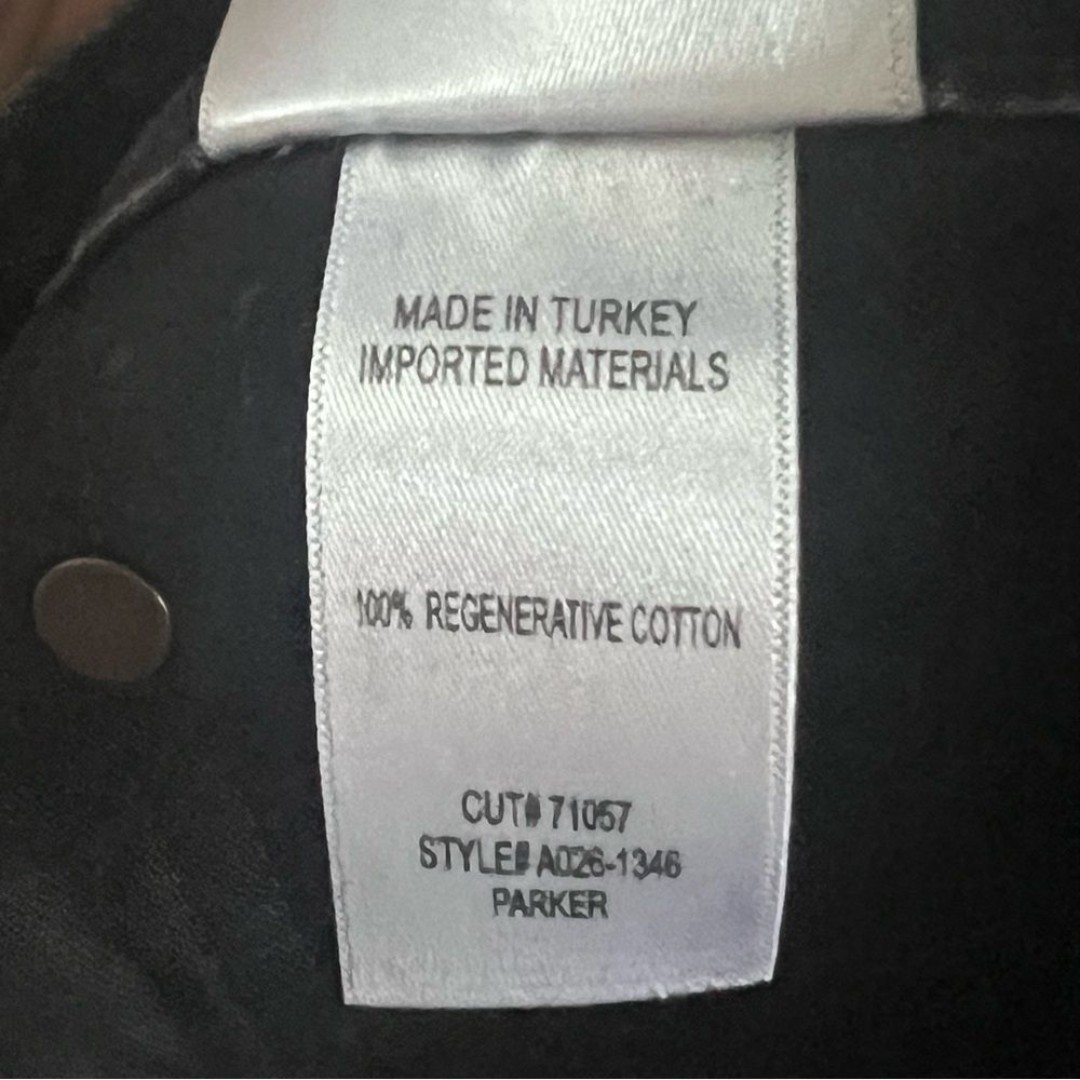 MADE IN TURKEY
IMPORTED MATERIALS
100% REGENERATIVE COTTON
CUT# 71057
STYLE# A026-1346
PARKER